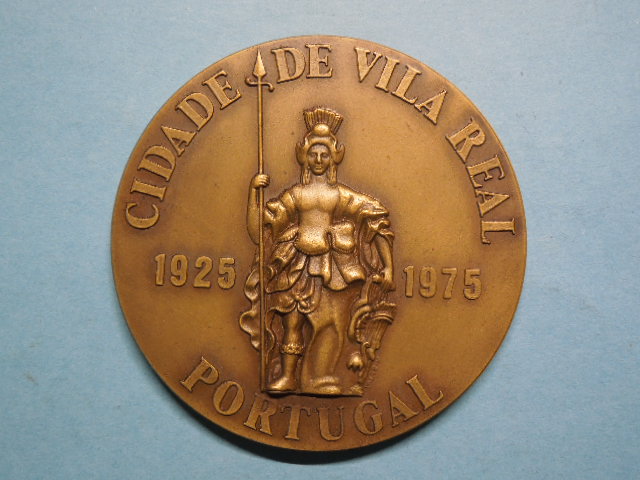 CIDADE DE VILA REAL
1925 1975
PORTUGAL